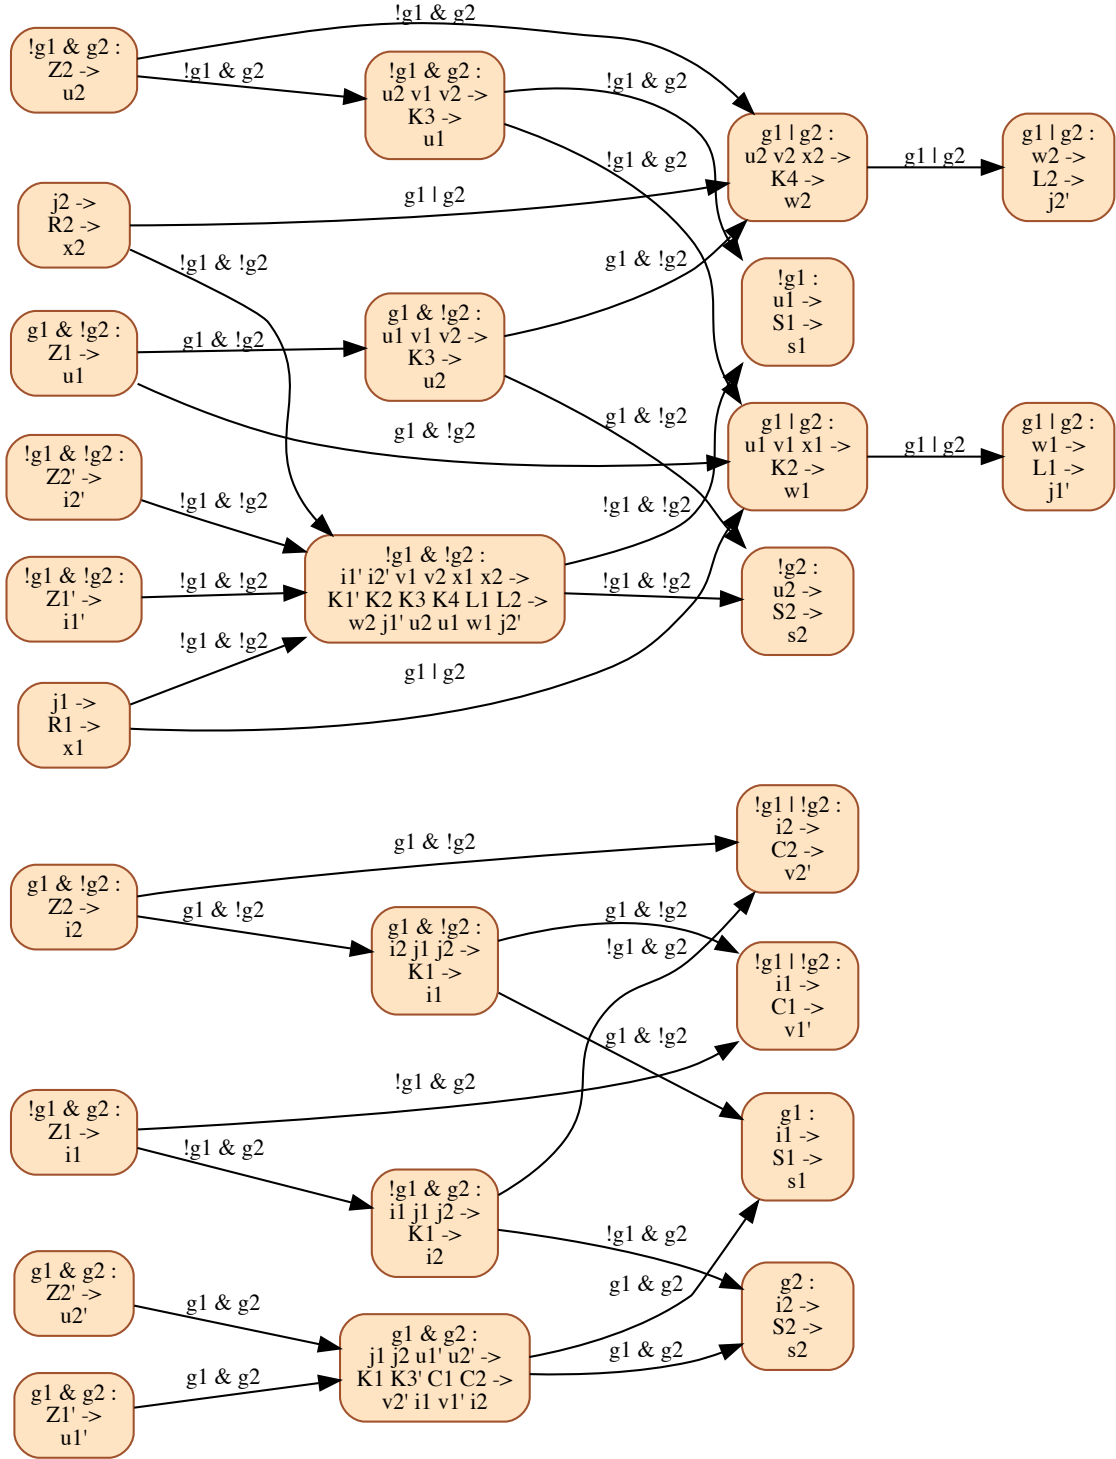 !g1 & g2
!g1 & g2 :
Z2 ->
u2
!g1 & g2
!g1 & g2 :
u2 v1 v2 ->
K3 ->
u1
!g1 & g2
!g1 & g2
g1 | g2 :
u2 v2 x2 ->
K4 ->
w2
g1 | g2
g1 | g2 :
w2 ->
L2 ->
j2'
j2 ->
R2 ->
x2
g1 | g2
!g1 & !g2
g1 & !g2
!g1 :
u1 ->
S1 ->
s1
g1 & !g2 :
Z1 ->
u1
g1 & !g2
g1 & !g2 :
u1 v1 v2 ->
K3 ->
u2
g1 & !g2
g1 & !g2
g1 | g2 :
u1 v1 x1 ->
K2 ->
w1
g1 | g2
g1 | g2 :
w1 ->
L1 ->
j1'
!g1 & !g2 :
Z2' ->
i2'
!g1 & !g2
!g1 & !g2 :
Z1' ->
i1'
!g1 & !g2
!g1 & !g2 :
i1' i2' v1 v2 x1 x2 ->
K1' K2 K3 K4 L1 L2 ->
w2 j1' u2 u1 w1 j2'
!g1 & !g2
!g1 & !g2
!g2 :
u2 ->
S2 ->
s2
!g1 & !g2
j1 ->
R1 ->
x1
g1 | g2
g1 & !g2 :
Z2 ->
i2
g1 & !g2
g1 & !g2
!g1 | !g2 :
i2 ->
C2 ->
v2'
g1 & !g2 :
i2 j1 j2 ->
K1 ->
i1
g1 & !g2
!g1 & g2
g1 & !g2
!g1 | !g2 :
i1 ->
C1 ->
v1'
!g1 & g2 :
Z1 ->
i1
!g1 & g2
!g1 & g2
g1 :
i1 ->
S1 ->
s1
!g1 & g2 :
i1 j1 j2 ->
K1 ->
i2
!g1 & g2
g1 & g2
g2 :
i2 ->
S2 ->
s2
g1 & g2 :
Z2' ->
u2'
g1 & g2
g1 & g2 :
Z1' ->
u1'
g1 & g2
g1 & g2 :
j1 j2 u1' u2' ->
K1 K3' C1 C2 ->
v2' i1 v1' i2
g1 & g2